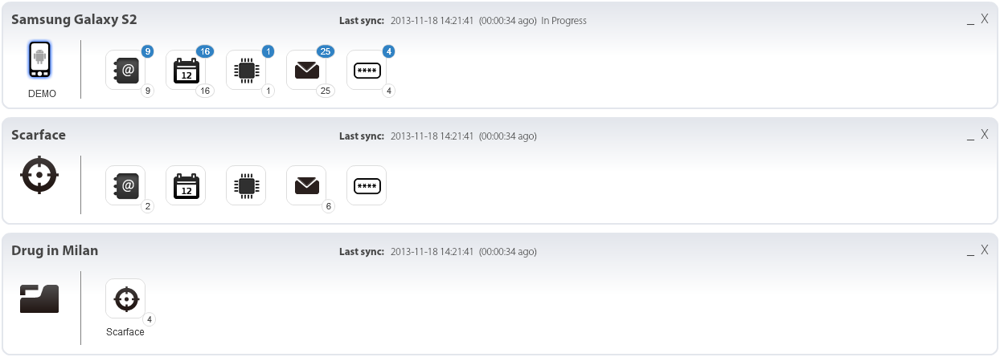 Samsung Galaxy S2 Last sync: 2013-11-18 14:21:41 (00:00:34 ago) In Progress _ X
9 16 1 25 4
@ 12 ****
9 16 1 25 4
DEMO
Scarface Last sync: 2013-11-18 14:21:41 (00:00:34 ago) _ X
@ 12 ****
2 6
Drug in Milan Last sync: 2013-11-18 14:21:41 (00:00:34 ago) _ X
4
Scarface